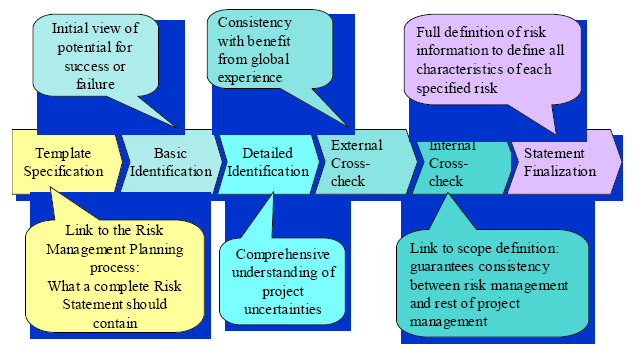 Initial view of
potential for
success or
failure
Consistency
with benefit
from global
experience
Full definition of risk
information to define all
characteristics of each
specified risk
Template
Specification
Basic
Identification
Detailed
Identification
External
Cross-
check
Internal
Cross-
check
Statement
Finalization
Link to the Risk
Management Planning
process:
What a complete Risk
Statement should
contain
Comprehensive
understanding of
project
uncertainties
Link to scope definition:
guarantees consistency
between risk management
and rest of project
management